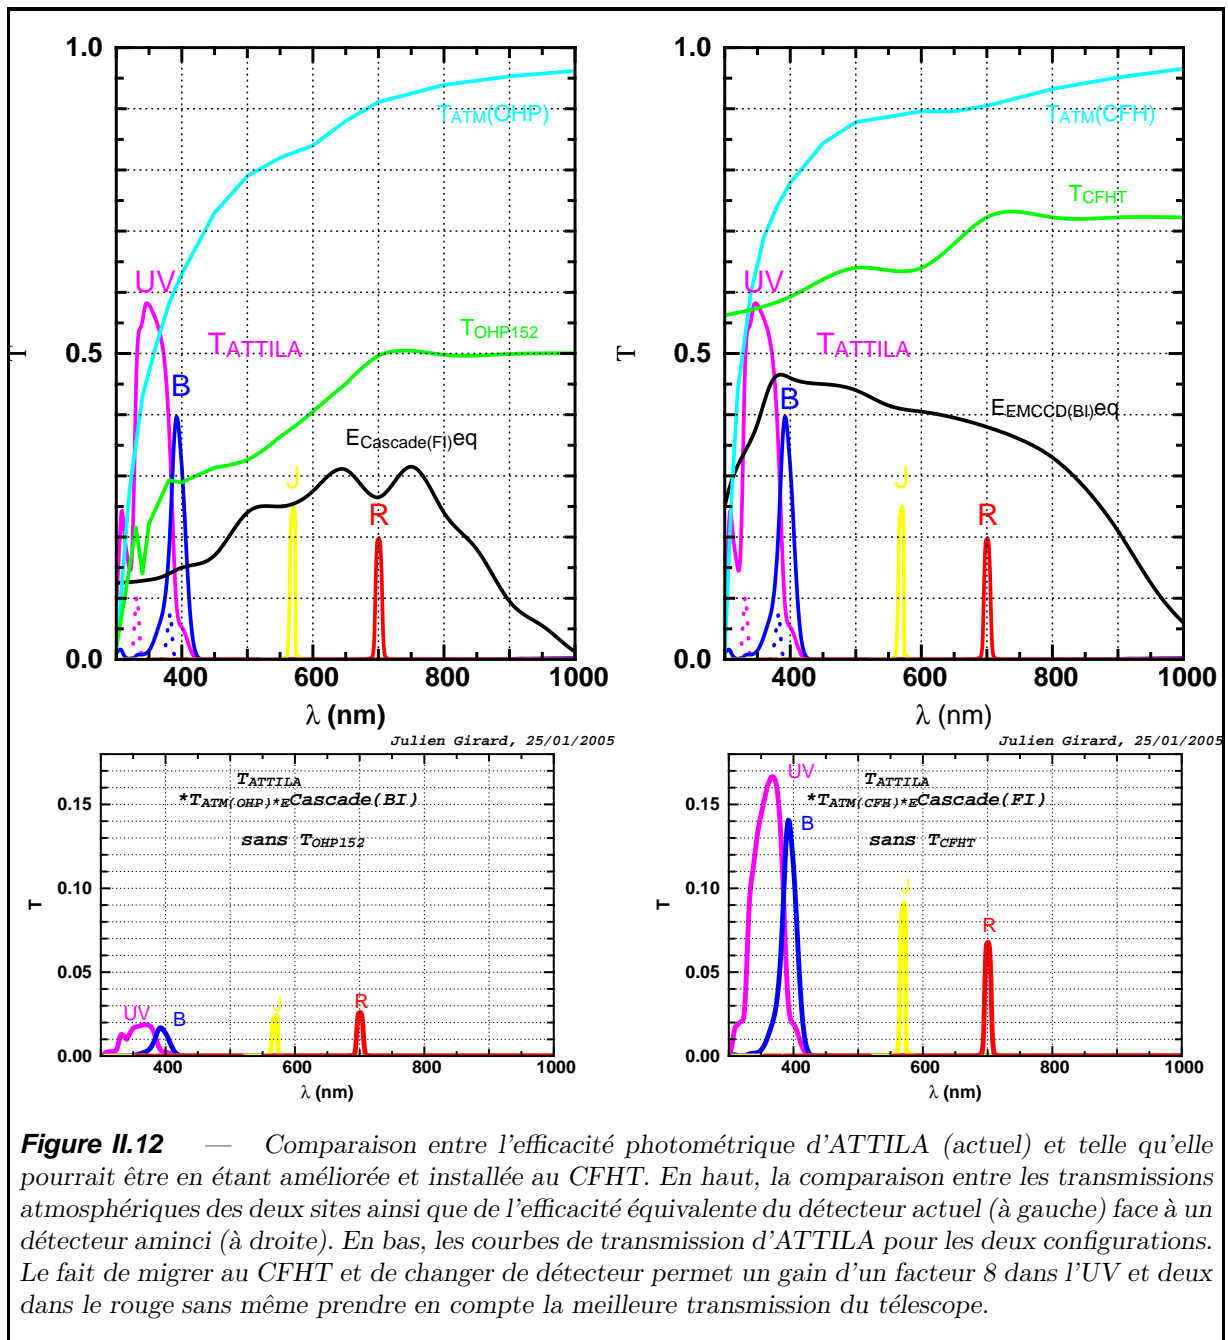 1.0
TATM(OHP)
UV
TOHP152
TATTILA
T
0.5
B
ECascade(FI)eq
J
R
0.0
400
600
800
1000
λ (nm)
Julien Girard, 25/01/2005
1.0
TATM(CFH)
TCFHT
UV
TATTILA
T
0.5
B
EEMCCD(BI)eq
J
R
0.0
400
600
800
1000
λ (nm)
Julien Girard, 25/01/2005
TATTILA
*TATM(OHP)*ECascade(BI)
sans TOHP152
0.15
0.10
T
0.05
UV
B
J
R
0.00
400
600
800
1000
λ (nm)
UV
TATTILA
*TATM(CFH)*ECascade(FI)
B
sans TCFHT
0.15
0.10
T
J
R
0.05
0.00
400
600
800
1000
λ (nm)
Figure II.12 — Comparaison entre l'efficacité photométrique d'ATTILA (actuel) et telle qu'elle
pourrait être en étant améliorée et installée au CFHT. En haut, la comparaison entre les transmissions
atmosphériques des deux sites ainsi que de l'efficacité équivalente du détecteur actuel (à gauche) face à un
détecteur aminci (à droite). En bas, les courbes de transmission d'ATTILA pour les deux configurations.
Le fait de migrer au CFHT et de changer de détecteur permet un gain d'un facteur 8 dans l'UV et deux
dans le rouge sans même prendre en compte la meilleure transmission du télescope.